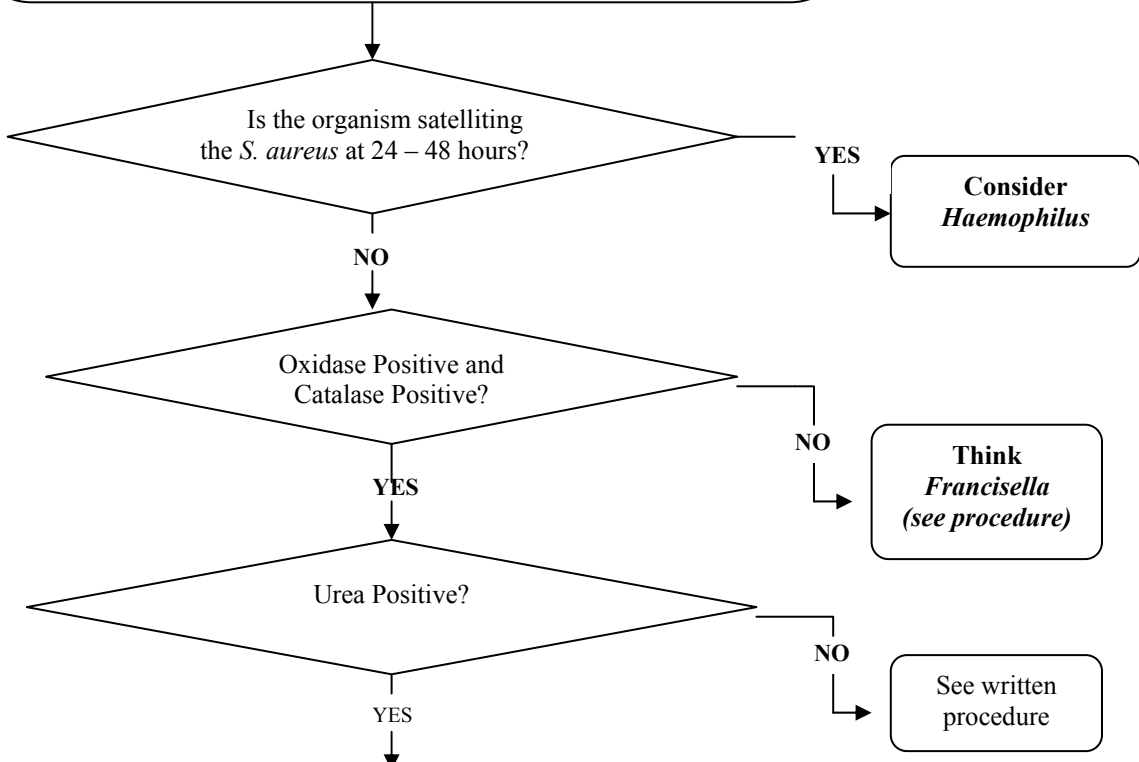 Is the organism satelliting
the S. aureus at 24 – 48 hours?
YES
Consider
Haemophilus
NO
Oxidase Positive and
Catalase Positive?
NO
Think
Francisella
(see procedure)
YES
Urea Positive?
NO
See written
procedure
YES